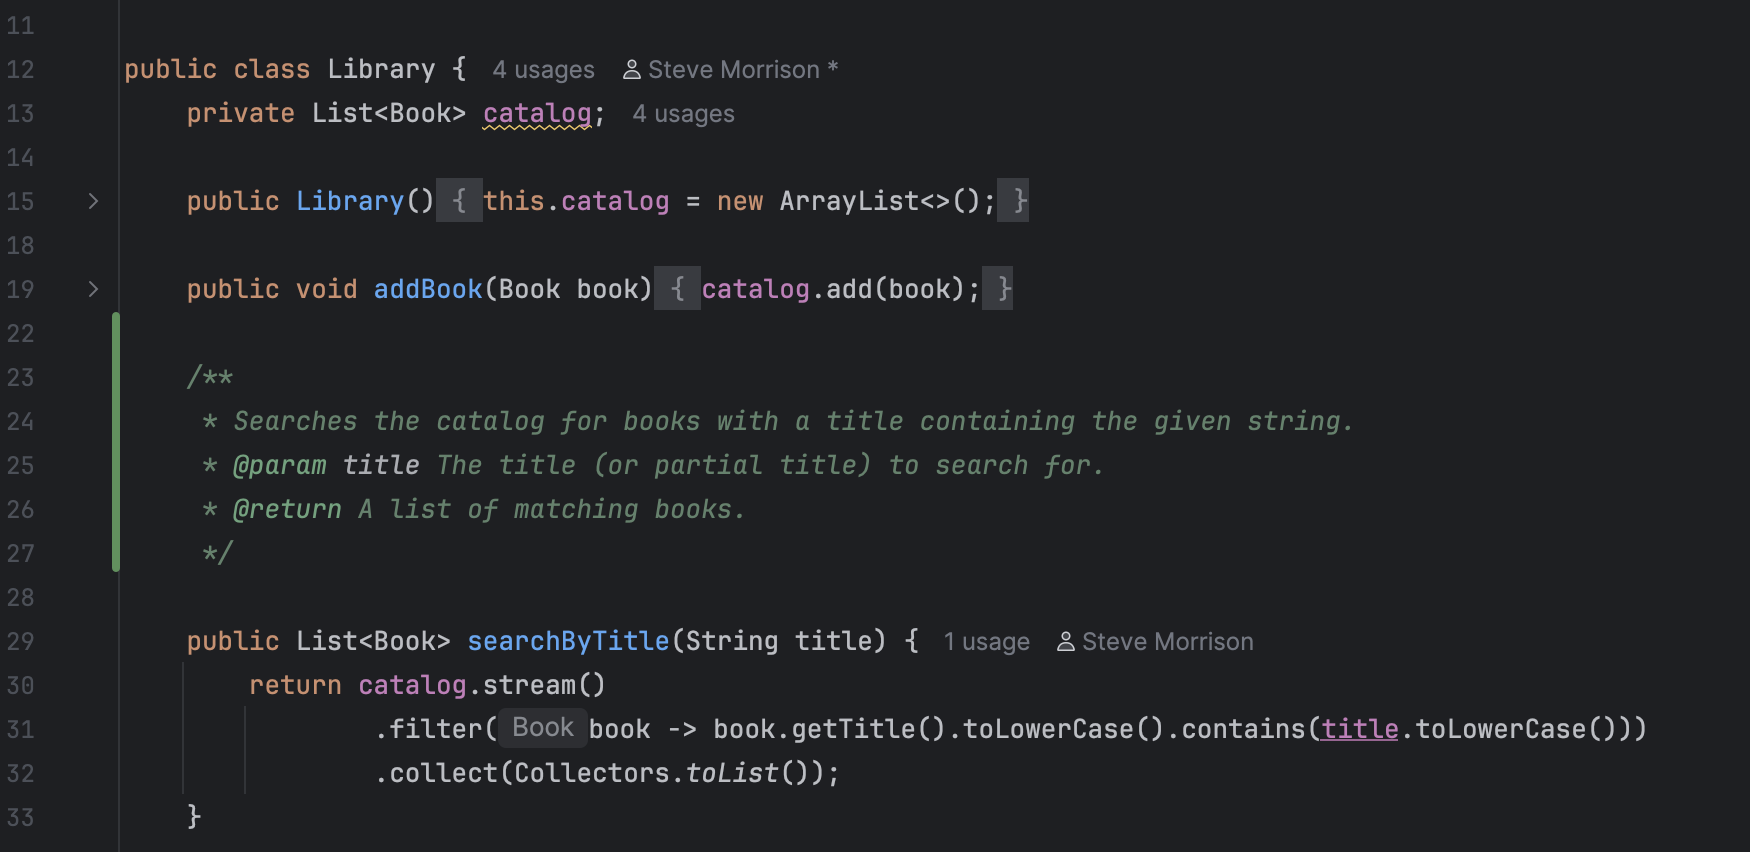 11
12 public class Library { 4 usages Steve Morrison *
13 private List<Book> catalog; 4 usages
14
15 public Library() { this.catalog = new ArrayList<>(); }
18
19 public void addBook(Book book) { catalog.add(book); }
22
23 /**
24 * Searches the catalog for books with a title containing the given string.
25 * @param title The title (or partial title) to search for.
26 * @return A list of matching books.
27 */
28
29 public List<Book> searchByTitle(String title) { 1 usage Steve Morrison
30 return catalog.stream()
31 .filter( Book book -> book.getTitle().toLowerCase().contains(title.toLowerCase()))
32 .collect(Collectors.toList());
33 }